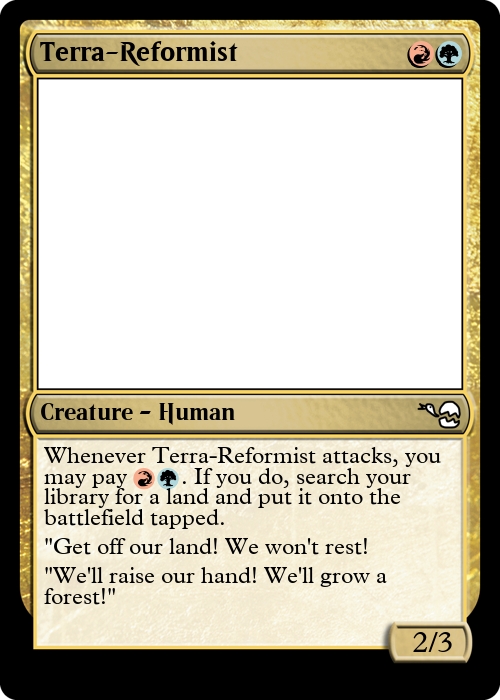 Terra-Reformist
Creature - Human
Whenever Terra-Reformist attacks, you
may pay . If you do, search your
library for a land and put it onto the
battlefield tapped.
"Get off our land! We won't rest!
"We'll raise our hand! We'll grow a
forest!"
2/3